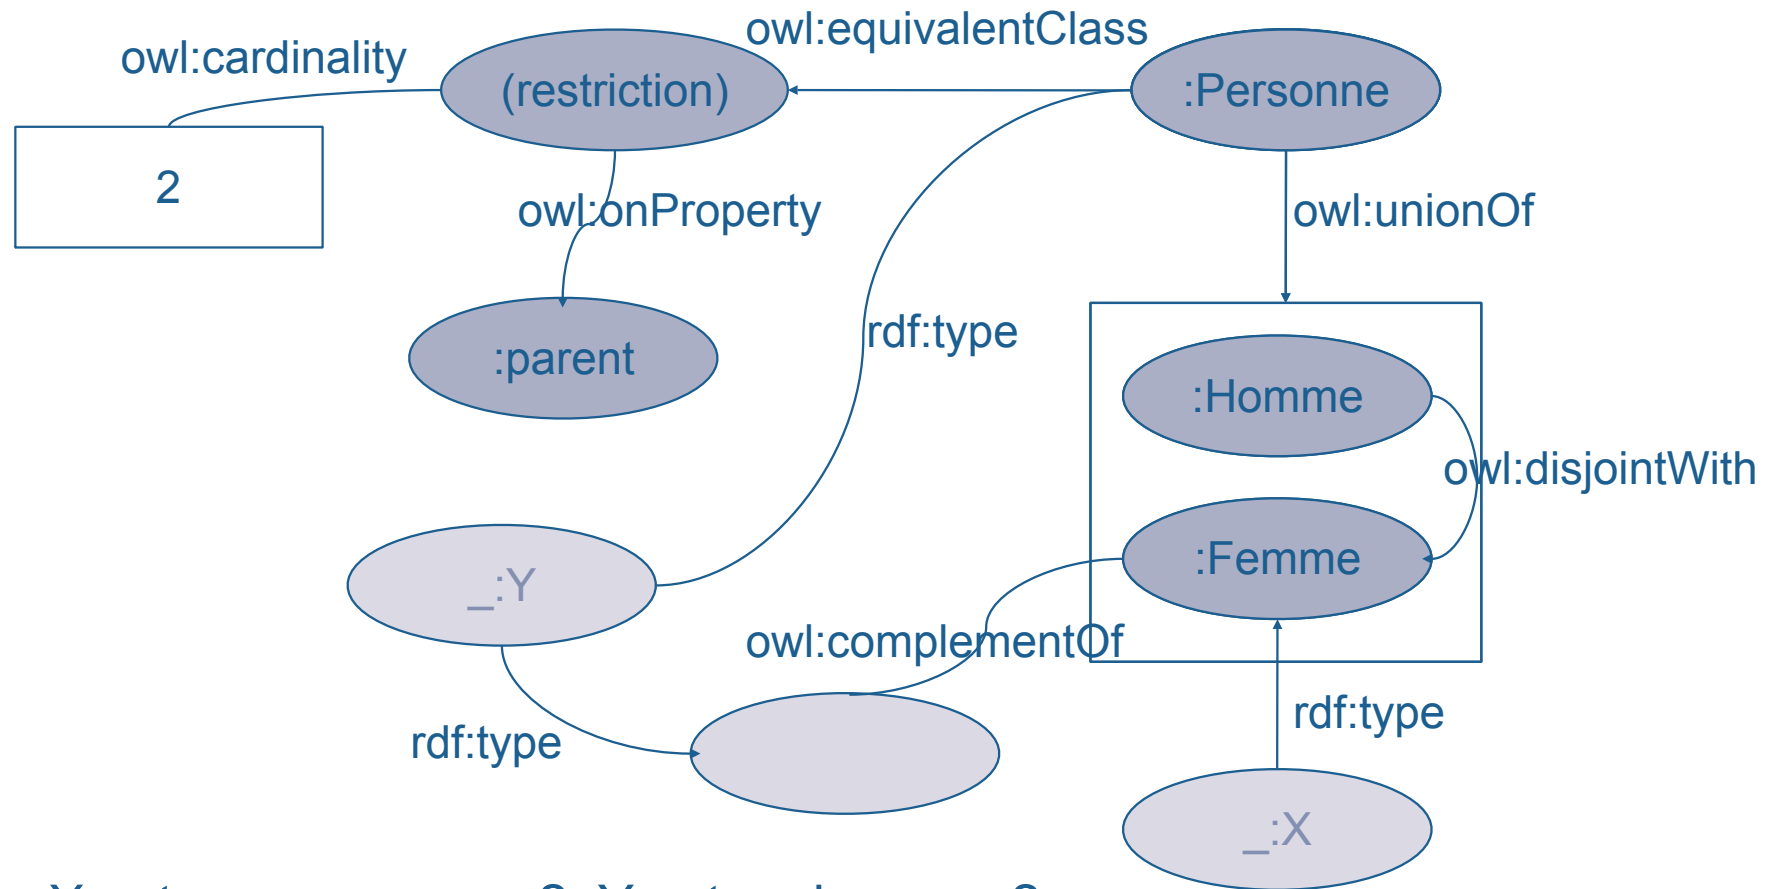 owl:equivalentClass
owl:cardinality
(restriction)
:Personne
2
owl:onProperty
owl:unionOf
rdf:type
:parent
:Homme
owl:disjointWith
:Femme
_:Y
owl:complementOf
rdf:type
rdf:type
_:X